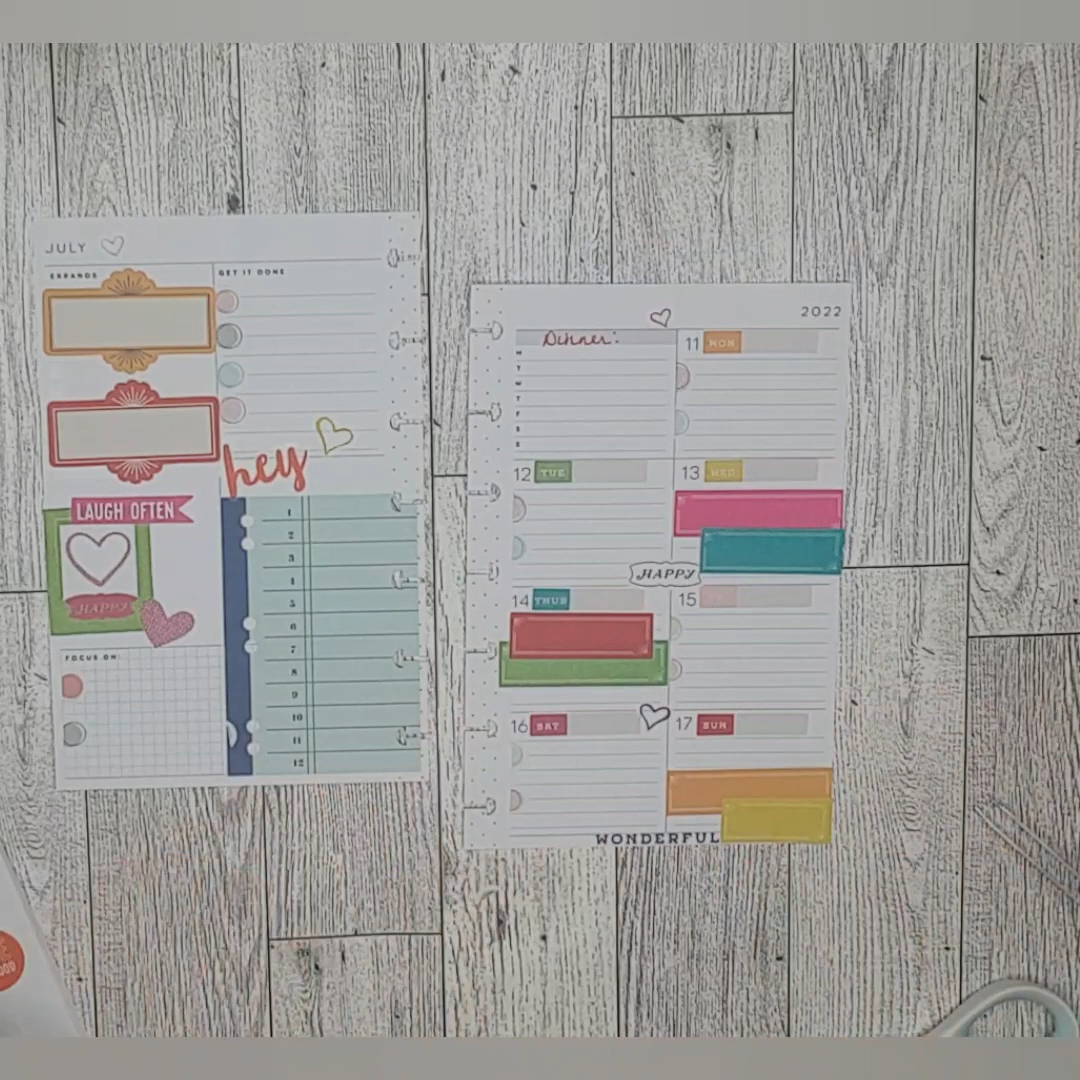 JULY
ERRANDS
GET IT DONE
hey
LAUGH OFTEN
HAPPY
FOCUS ON:
1
2
3
4
5
6
7
8
9
10
11
12
2022
Dinner:
M
T
W
T
F
S
S
11 MON
12 TUE
13 WED
HAPPY
14 THUR
15
16 SAT
17 SUN
WONDERFUL